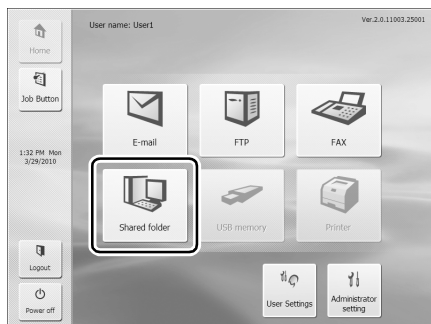 User name: User1
Ver.2.0.11003.25001
Home
Job Button
1:32 PM Mon
3/29/2010
E-mail
FTP
FAX
Shared folder
USB memory
Printer
Logout
Power off
User Settings
Administrator
setting